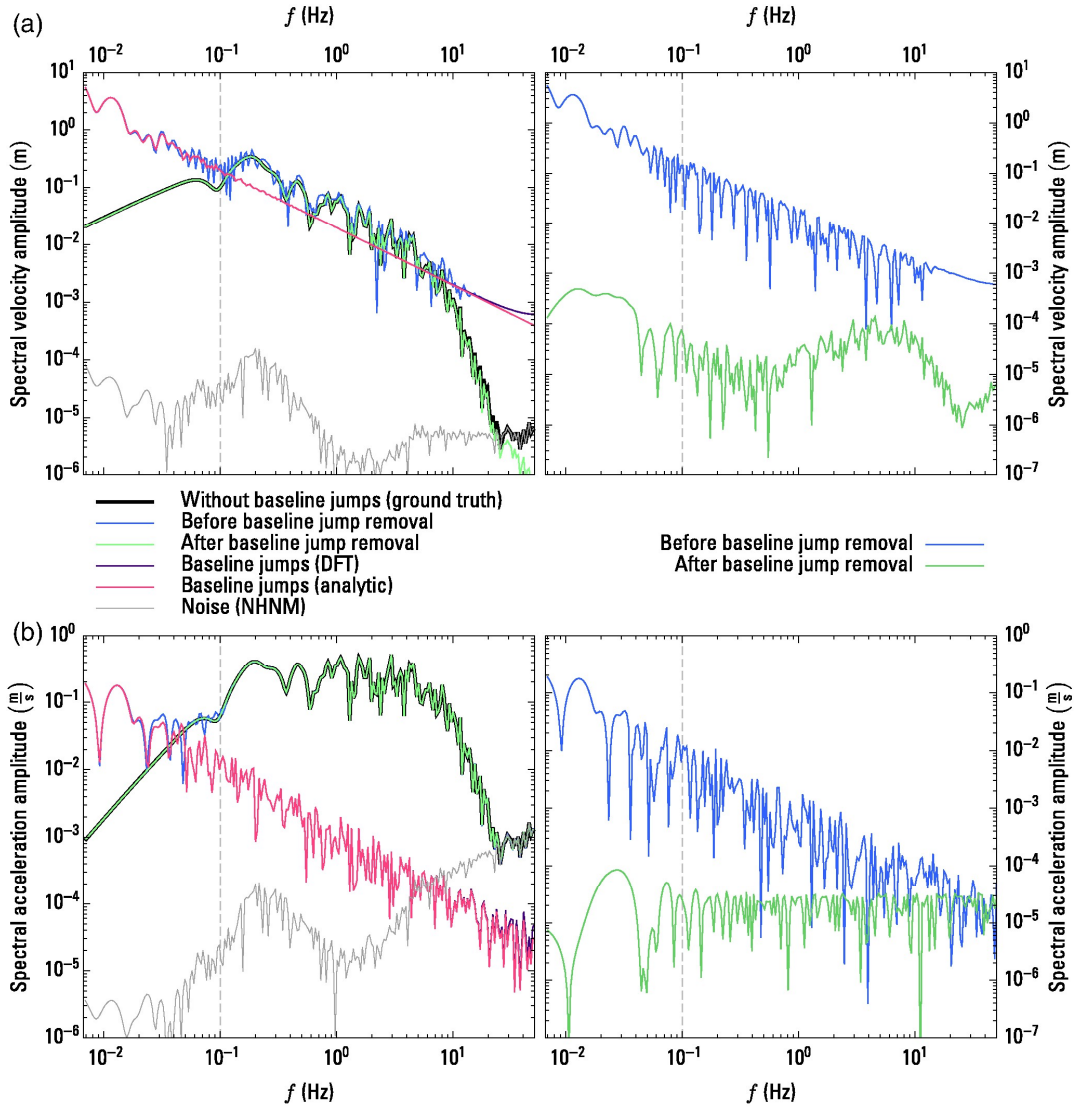 (a)
f (Hz)
f (Hz)
10⁻² 10⁻¹ 10⁰ 10¹
10⁻² 10⁻¹ 10⁰ 10¹
Spectral velocity amplitude (m)
10¹
10⁰
10⁻¹
10⁻²
10⁻³
10⁻⁴
10⁻⁵
10⁻⁶
10¹
10⁰
10⁻¹
10⁻²
10⁻³
10⁻⁴
10⁻⁵
10⁻⁶
10⁻⁷
Spectral velocity amplitude (m)
Without baseline jumps (ground truth)
Before baseline jump removal
After baseline jump removal
Baseline jumps (DFT)
Baseline jumps (analytic)
Noise (NHNM)
Before baseline jump removal
After baseline jump removal
(b)
Spectral acceleration amplitude (m/s)
10⁰
10⁻¹
10⁻²
10⁻³
10⁻⁴
10⁻⁵
10⁻⁶
10⁰
10⁻¹
10⁻²
10⁻³
10⁻⁴
10⁻⁵
10⁻⁶
10⁻⁷
Spectral acceleration amplitude (m/s)
10⁻² 10⁻¹ 10⁰ 10¹
10⁻² 10⁻¹ 10⁰ 10¹
f (Hz)
f (Hz)